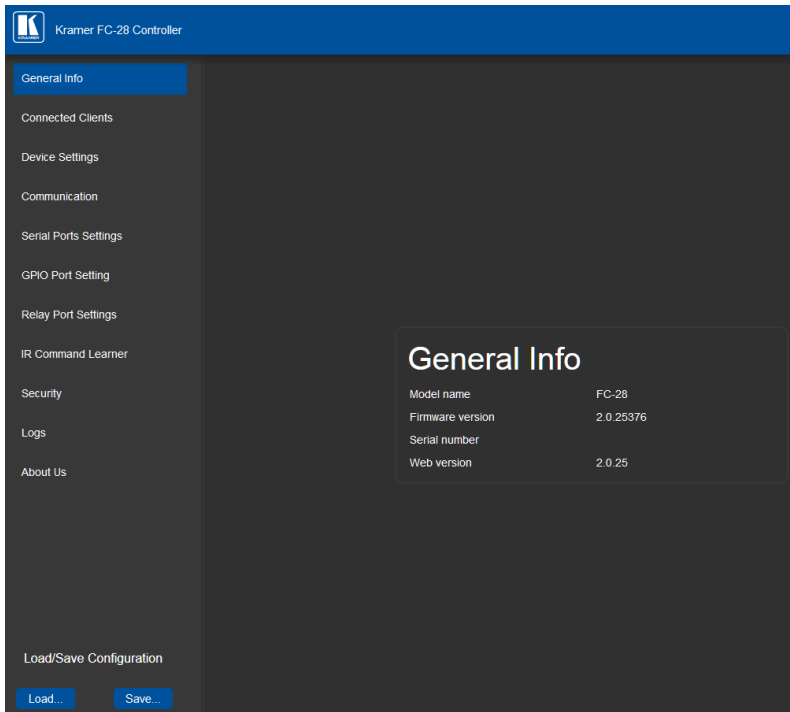 KRAMER
Kramer FC-28 Controller
General Info
Connected Clients
Device Settings
Communication
Serial Ports Settings
GPIO Port Setting
Relay Port Settings
IR Command Learner
Security
Logs
About Us
Load/Save Configuration
Load... Save...
General Info
Model name FC-28
Firmware version 2.0.25376
Serial number
Web version 2.0.25